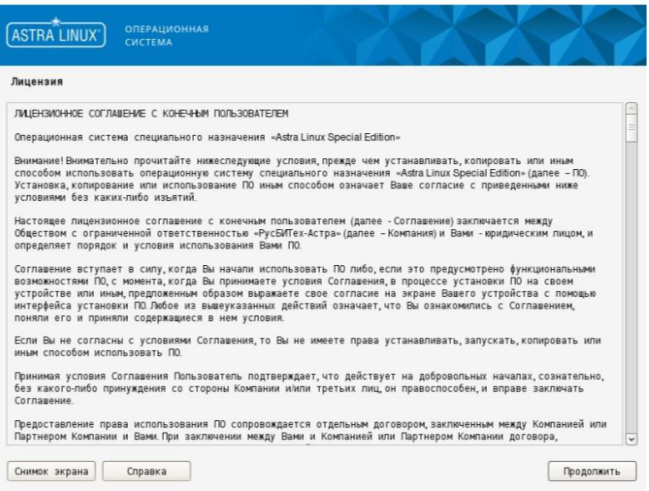 ASTRA LINUX®
ОПЕРАЦИОННАЯ
СИСТЕМА
Лицензия
ЛИЦЕНЗИОННОЕ СОГЛАШЕНИЕ С КОНЕЧНЫМ ПОЛЬЗОВАТЕЛЕМ
Операционная система специального назначения «Astra Linux Special Edition»
Внимание! Внимательно прочитайте нижеследующие условия, прежде чем устанавливать, копировать или иным
способом использовать операционную систему специального назначения «Astra Linux Special Edition» (далее – ПО).
Установка, копирование или использование ПО иным способом означает Ваше согласие с приведенными ниже
условиями без каких-либо изъятий.
Настоящее лицензионное соглашение с конечным пользователем (далее - Соглашение) заключается между
Обществом с ограниченной ответственностью «РусБИТех-Астра» (далее – Компания) и Вами - юридическим лицом, и
определяет порядок и условия использования Вами ПО.
Соглашение вступает в силу, когда Вы начали использовать ПО либо, если это предусмотрено функциональными
возможностями ПО, с момента, когда Вы принимаете условия Соглашения, в процессе установки ПО на своем
устройстве или иным, предложенным образом выражаете свое согласие на экране Вашего устройства с помощью
интерфейса установки ПО. Любое из вышеуказанных действий означает, что Вы ознакомились с Соглашением,
поняли его и приняли содержащиеся в нем условия.
Если Вы не согласны с условиями Соглашения, то Вы не имеете права устанавливать, запускать, копировать или
иным способом использовать ПО.
Принимая условия Соглашения Пользователь подтверждает, что действует на добровольных началах, сознательно,
без какого-либо принуждения со стороны Компании и/или третьих лиц, он правоспособен, и вправе заключать
Соглашение.
Предоставление права использования ПО сопровождается отдельным договором, заключенным между Компанией или
Партнером Компании и Вами. При заключении между Вами и Компанией или Партнером Компании договора,
Снимок экрана
Справка
Продолжить